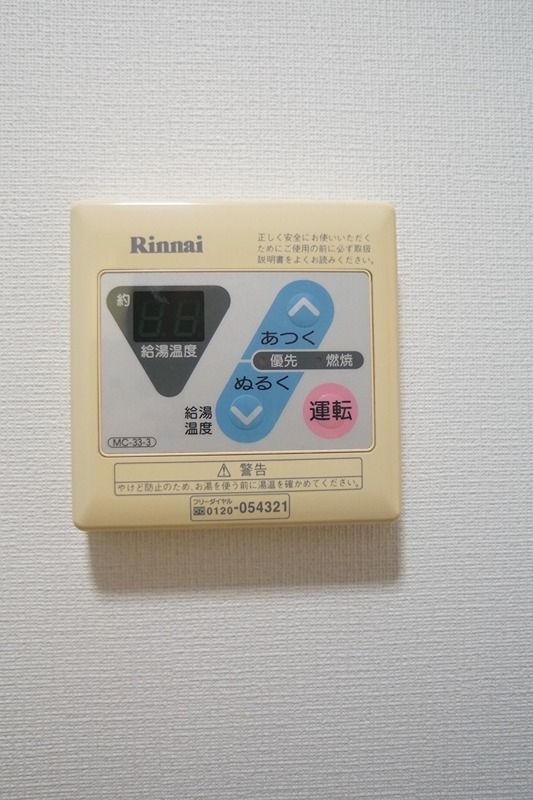 Rinnai
正しく安全にお使いいただく
ためにご使用の前に必ず取扱
説明書をよくお読みください。
約
給湯温度
あつく
優先 燃焼
ぬるく
給湯
温度
運転
MC-33-3
⚠ 警告
やけど防止のため、お湯を使う前に湯温を確かめてください。
フリーダイヤル
0120-054321